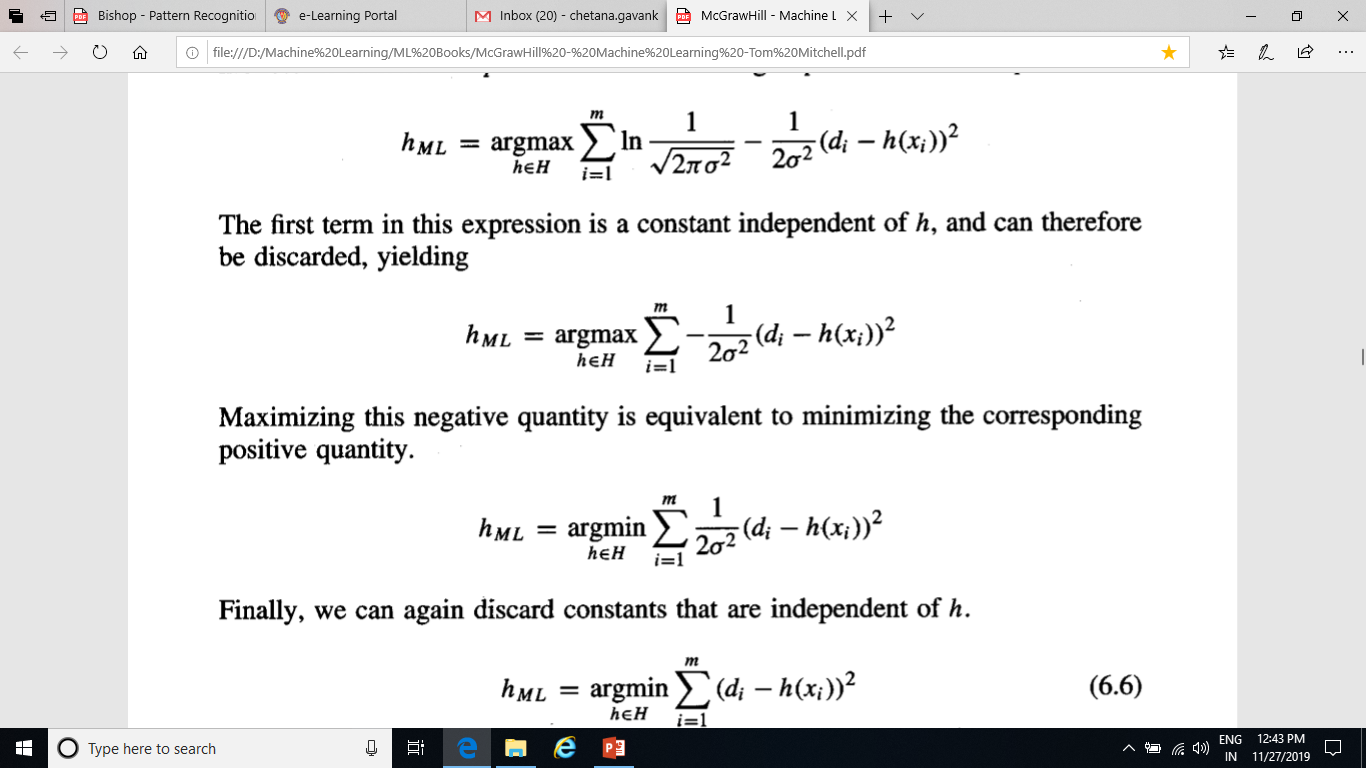 Bishop - Pattern Recognitio
e-Learning Portal
Inbox (20) - chetana.gavank
McGrawHill - Machine L
file:///D:/Machine%20Learning/ML%20Books/McGrawHill%20-%20Machine%20Learning%20-Tom%20Mitchell.pdf
h_ML = argmax_{h∈H} ∑_{i=1}^{m} ln 1/√(2πσ²) − 1/(2σ²) (d_i − h(x_i))²
The first term in this expression is a constant independent of h, and can therefore
be discarded, yielding
h_ML = argmax_{h∈H} ∑_{i=1}^{m} − 1/(2σ²) (d_i − h(x_i))²
Maximizing this negative quantity is equivalent to minimizing the corresponding
positive quantity.
h_ML = argmin_{h∈H} ∑_{i=1}^{m} 1/(2σ²) (d_i − h(x_i))²
Finally, we can again discard constants that are independent of h.
h_ML = argmin_{h∈H} ∑_{i=1}^{m} (d_i − h(x_i))² (6.6)
Type here to search
ENG 12:43 PM
IN 11/27/2019